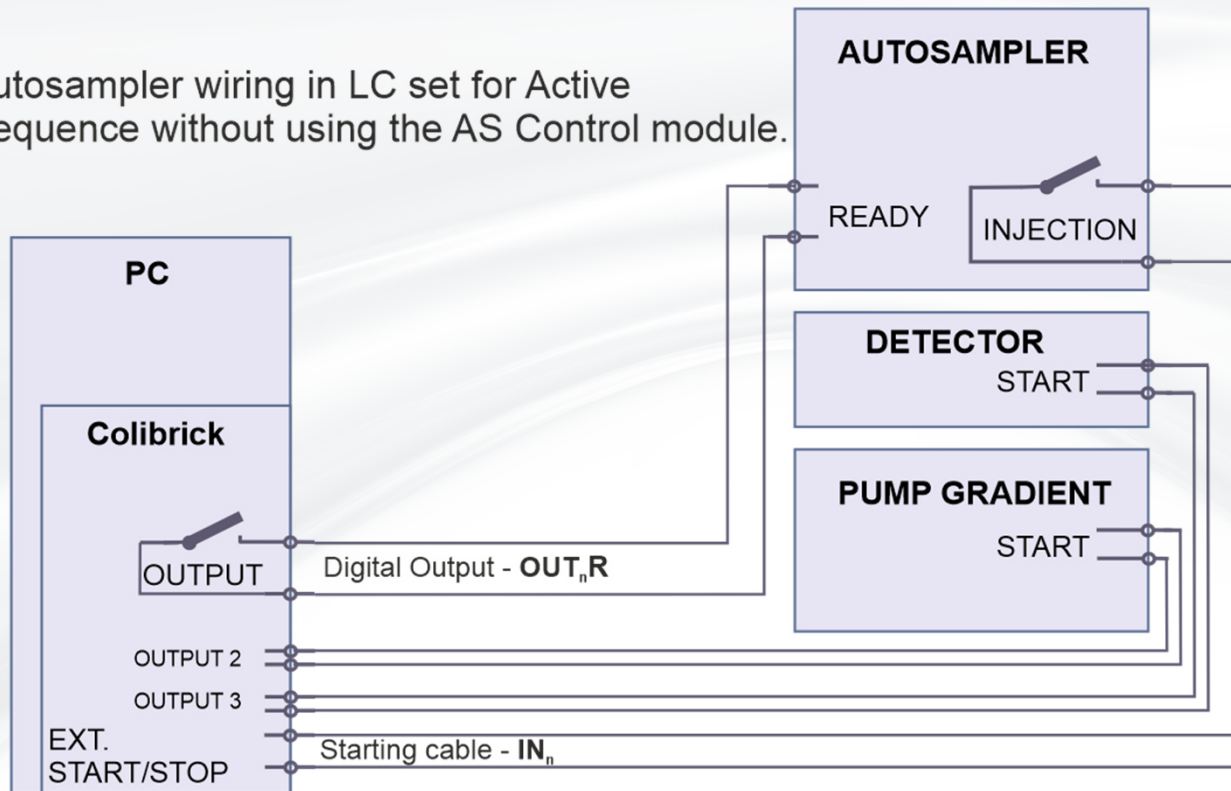 utosampler wiring in LC set for Active
equence without using the AS Control module.
AUTOSAMPLER
READY
INJECTION
PC
DETECTOR
START
Colibrick
PUMP GRADIENT
START
OUTPUT
Digital Output - OUTₙR
OUTPUT 2
OUTPUT 3
EXT.
START/STOP
Starting cable - INₙ